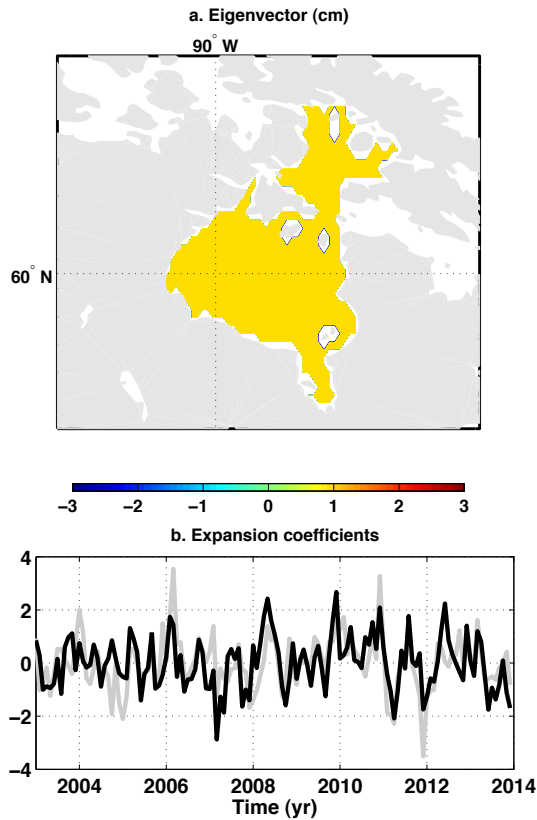 a. Eigenvector (cm)
90° W
60° N
−3 −2 −1 0 1 2 3
b. Expansion coefficients
4
2
0
−2
−4
2004 2006 2008 2010 2012 2014
Time (yr)